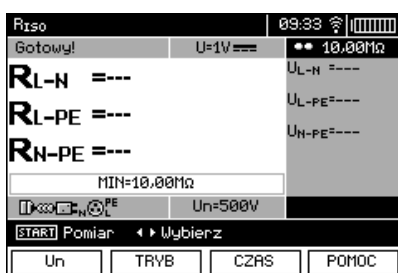 RISO 09:33
Gotowy! U=1V •• 10,00MΩ
RL-N =---
RL-PE =---
RN-PE =---
UL-N =---
UL-PE=---
UN-PE=---
MIN=10,00MΩ
N PE L Un=500V
START Pomiar Wybierz
Un TRYB CZAS POMOC